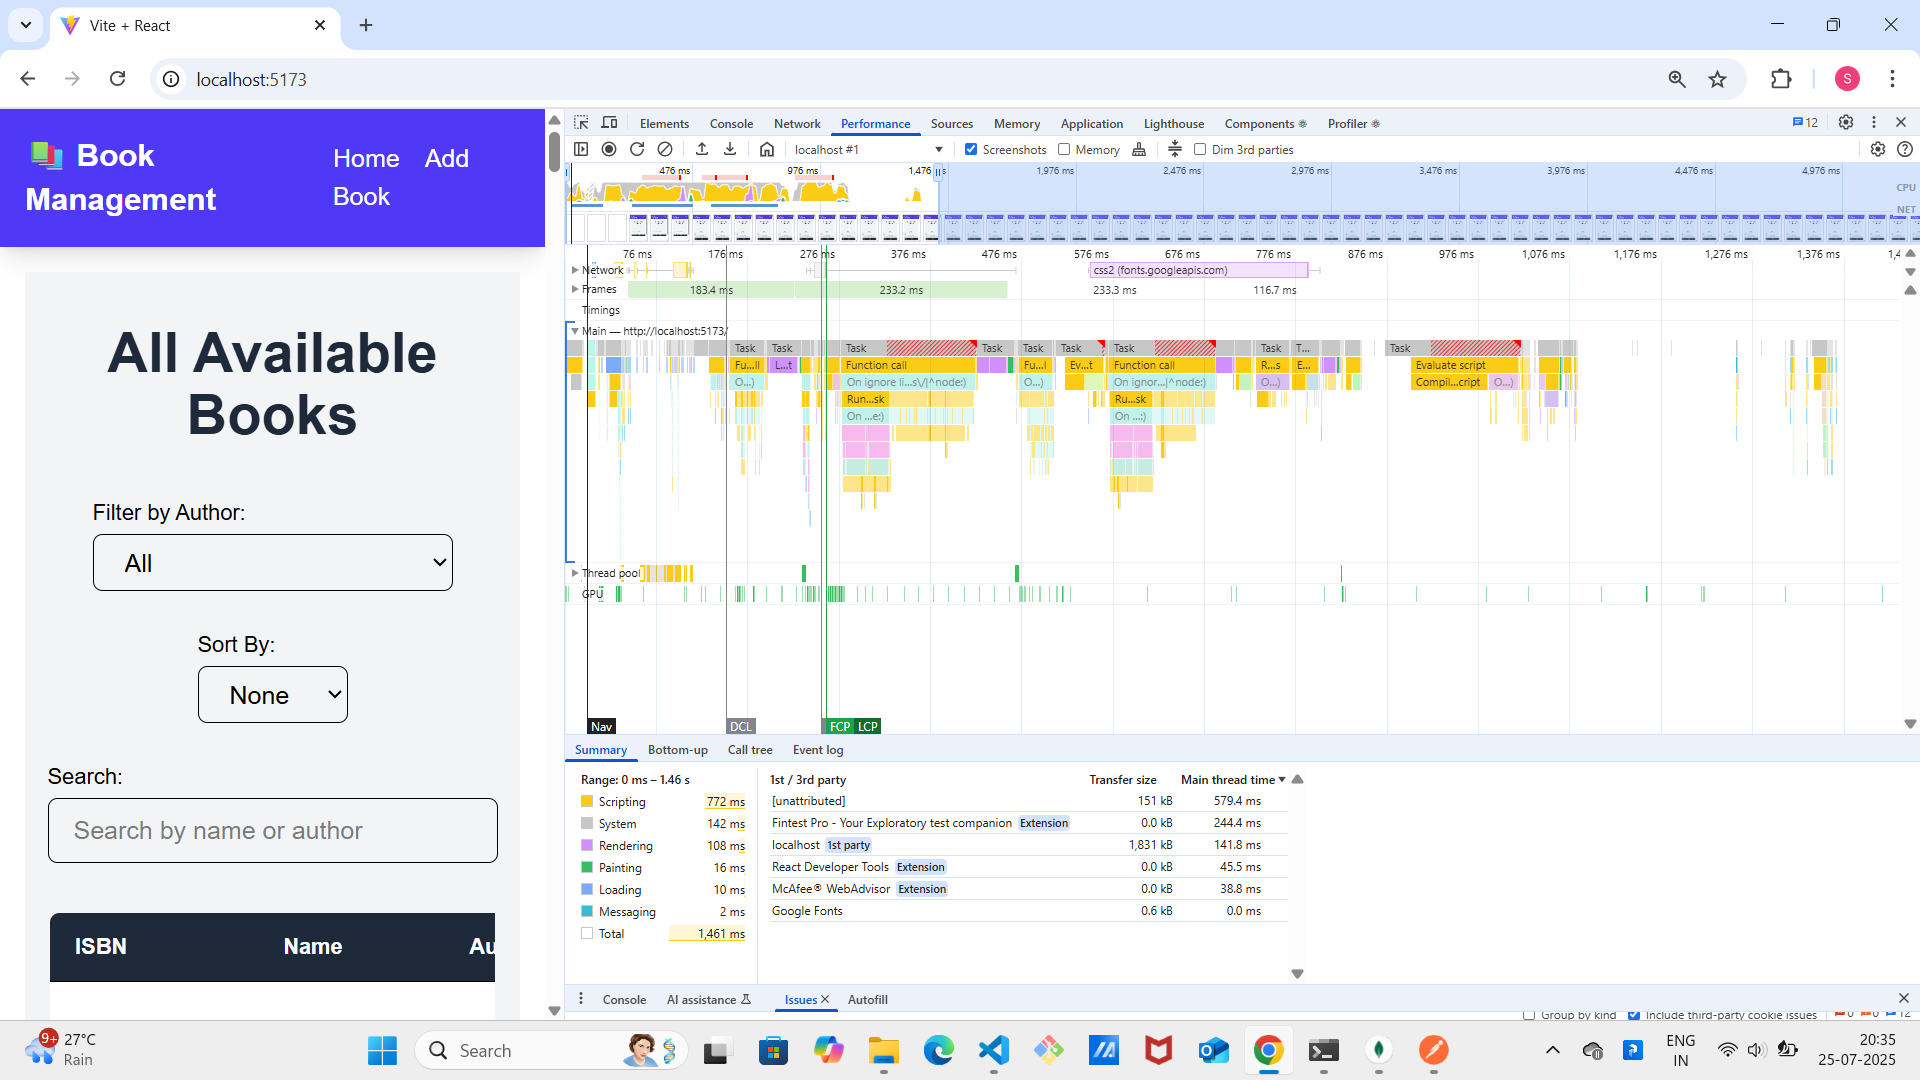 Vite + React
localhost:5173
S
📚 Book Management
Home
Add Book
All Available Books
Filter by Author:
All
Sort By:
None
Search:
Search by name or author
ISBN
Name
Au
Elements
Console
Network
Performance
Sources
Memory
Application
Lighthouse
Components
Profiler
12
localhost #1
Screenshots
Memory
Dim 3rd parties
476 ms
976 ms
1,476 s
1,976 ms
2,476 ms
2,976 ms
3,476 ms
3,976 ms
4,476 ms
4,976 ms
CPU
NET
76 ms
176 ms
276 ms
376 ms
476 ms
576 ms
676 ms
776 ms
876 ms
976 ms
1,076 ms
1,176 ms
1,276 ms
1,376 ms
1,4
Network
css2 (fonts.googleapis.com)
Frames
183.4 ms
233.2 ms
233.3 ms
116.7 ms
Timings
Main — http://localhost:5173/
Task Task Task Task Task Task Task Task T... Task
Fu...ll L...t Function call Fu...l Ev...t Function call R...s E... Evaluate script
O...) On ignore li...s\/|^node:) O...) On ignor...|^node:) O...) Compil...cript O...)
Run...sk Ru...sk
On ...e:) On ...:)
Thread pool
GPU
Nav
DCL
FCP
LCP
Summary
Bottom-up
Call tree
Event log
Range: 0 ms – 1.46 s
Scripting 772 ms
System 142 ms
Rendering 108 ms
Painting 16 ms
Loading 10 ms
Messaging 2 ms
Total 1,461 ms
1st / 3rd party Transfer size Main thread time
[unattributed] 151 kB 579.4 ms
Fintest Pro - Your Exploratory test companion Extension 0.0 kB 244.4 ms
localhost 1st party 1,831 kB 141.8 ms
React Developer Tools Extension 0.0 kB 45.5 ms
McAfee® WebAdvisor Extension 0.0 kB 38.8 ms
Google Fonts 0.6 kB 0.0 ms
Console
AI assistance
Issues
Autofill
Group by kind
Include third-party cookie issues
0
0
12
9+
27°C
Rain
Search
ENG
IN
20:35
25-07-2025